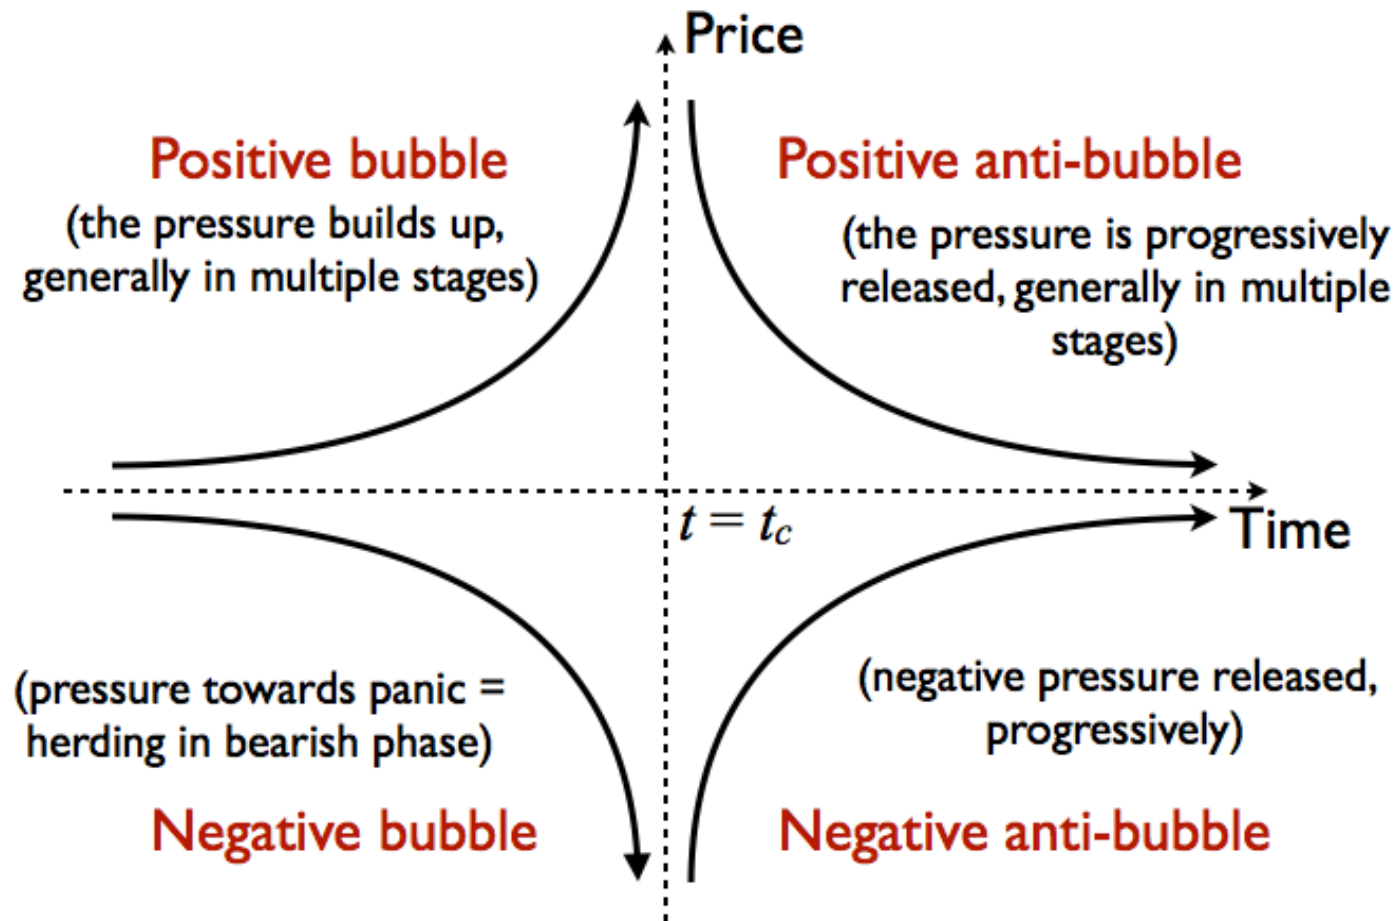 Price
Positive bubble
(the pressure builds up,
generally in multiple stages)
Positive anti-bubble
(the pressure is progressively
released, generally in multiple
stages)
t = tc
Time
(pressure towards panic =
herding in bearish phase)
Negative bubble
(negative pressure released,
progressively)
Negative anti-bubble